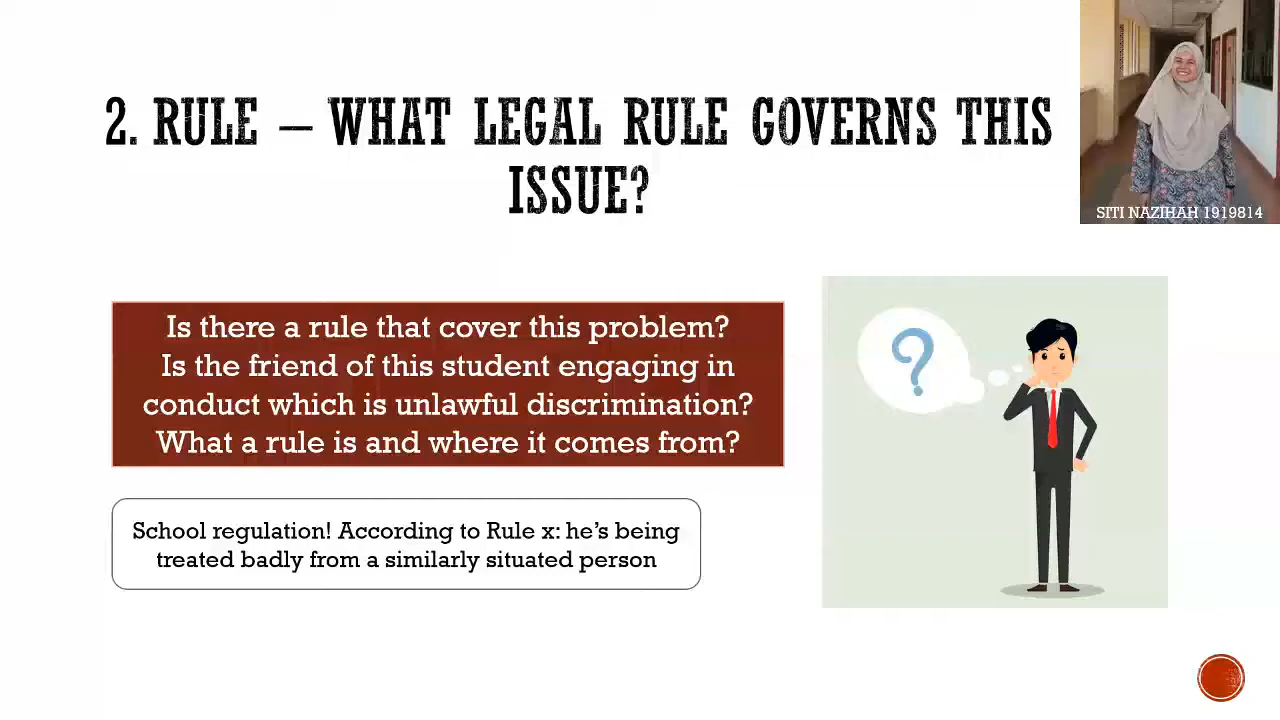 2. RULE – WHAT LEGAL RULE GOVERNS THIS
ISSUE?
SITI NAZIHAH 1919814
Is there a rule that cover this problem?
Is the friend of this student engaging in
conduct which is unlawful discrimination?
What a rule is and where it comes from?
?
School regulation! According to Rule x: he's being
treated badly from a similarly situated person